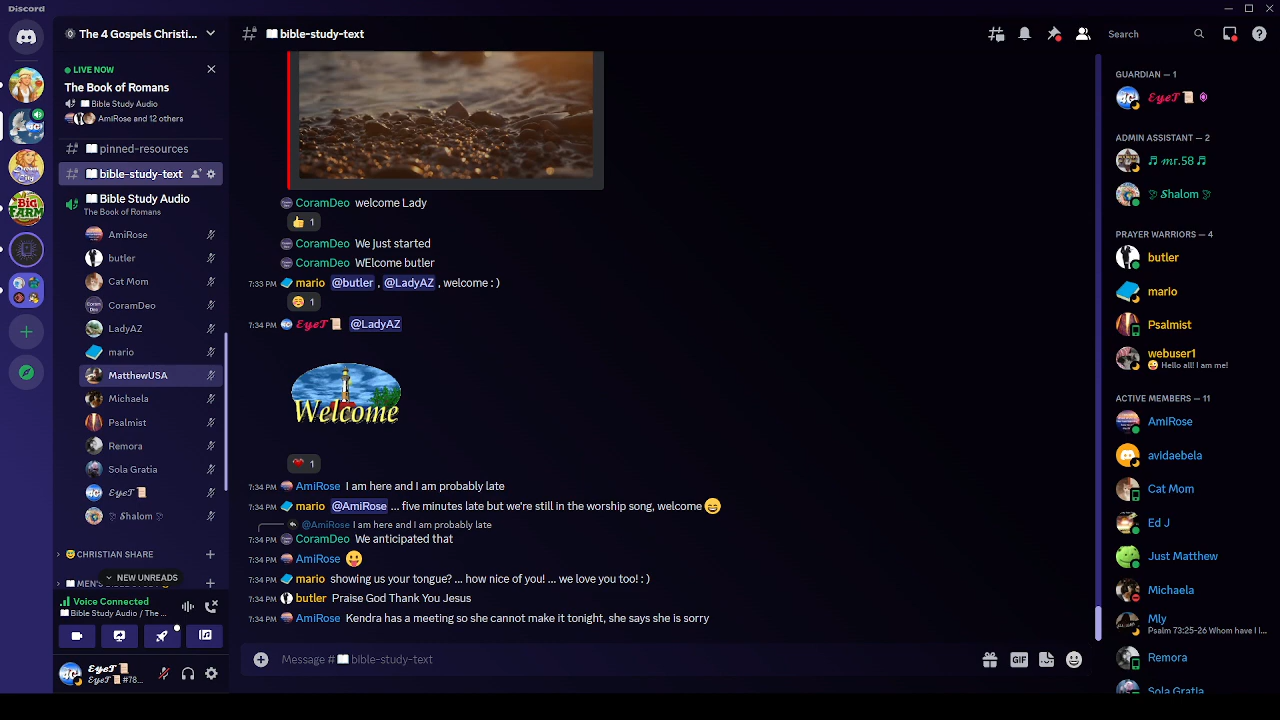 Discord
The 4 Gospels Christi...
LIVE NOW
The Book of Romans
Bible Study Audio
AmiRose and 12 others
pinned-resources
bible-study-text
Bible Study Audio
The Book of Romans
AmiRose
butler
Cat Mom
CoramDeo
LadyAZ
mario
MatthewUSA
Michaela
Psalmist
Remora
Sola Gratia
EyeT
Shalom
CHRISTIAN SHARE
NEW UNREADS
Voice Connected
Bible Study Audio / The ...
EyeT
EyeT #78...
bible-study-text
CoramDeo welcome Lady
👍 1
CoramDeo We just started
CoramDeo WElcome butler
7:33 PM mario @butler , @LadyAZ , welcome : )
1
7:34 PM EyeT @LadyAZ
Welcome
1
7:34 PM AmiRose I am here and I am probably late
7:34 PM mario @AmiRose ... five minutes late but we're still in the worship song, welcome 😄
@AmiRose I am here and I am probably late
7:34 PM CoramDeo We anticipated that
7:34 PM AmiRose 😛
7:34 PM mario showing us your tongue? ... how nice of you! ... we love you too! : )
7:34 PM butler Praise God Thank You Jesus
7:34 PM AmiRose Kendra has a meeting so she cannot make it tonight, she says she is sorry
Message # bible-study-text
GIF
Search
GUARDIAN — 1
EyeT
ADMIN ASSISTANT — 2
♬ mr.58 ♬
Shalom
PRAYER WARRIORS — 4
butler
mario
Psalmist
webuser1
Hello all! I am me!
ACTIVE MEMBERS — 11
AmiRose
avidaebela
Cat Mom
Ed J
Just Matthew
Michaela
Mly
Psalm 73:25-26 Whom have I I...
Remora
Sola Gratia